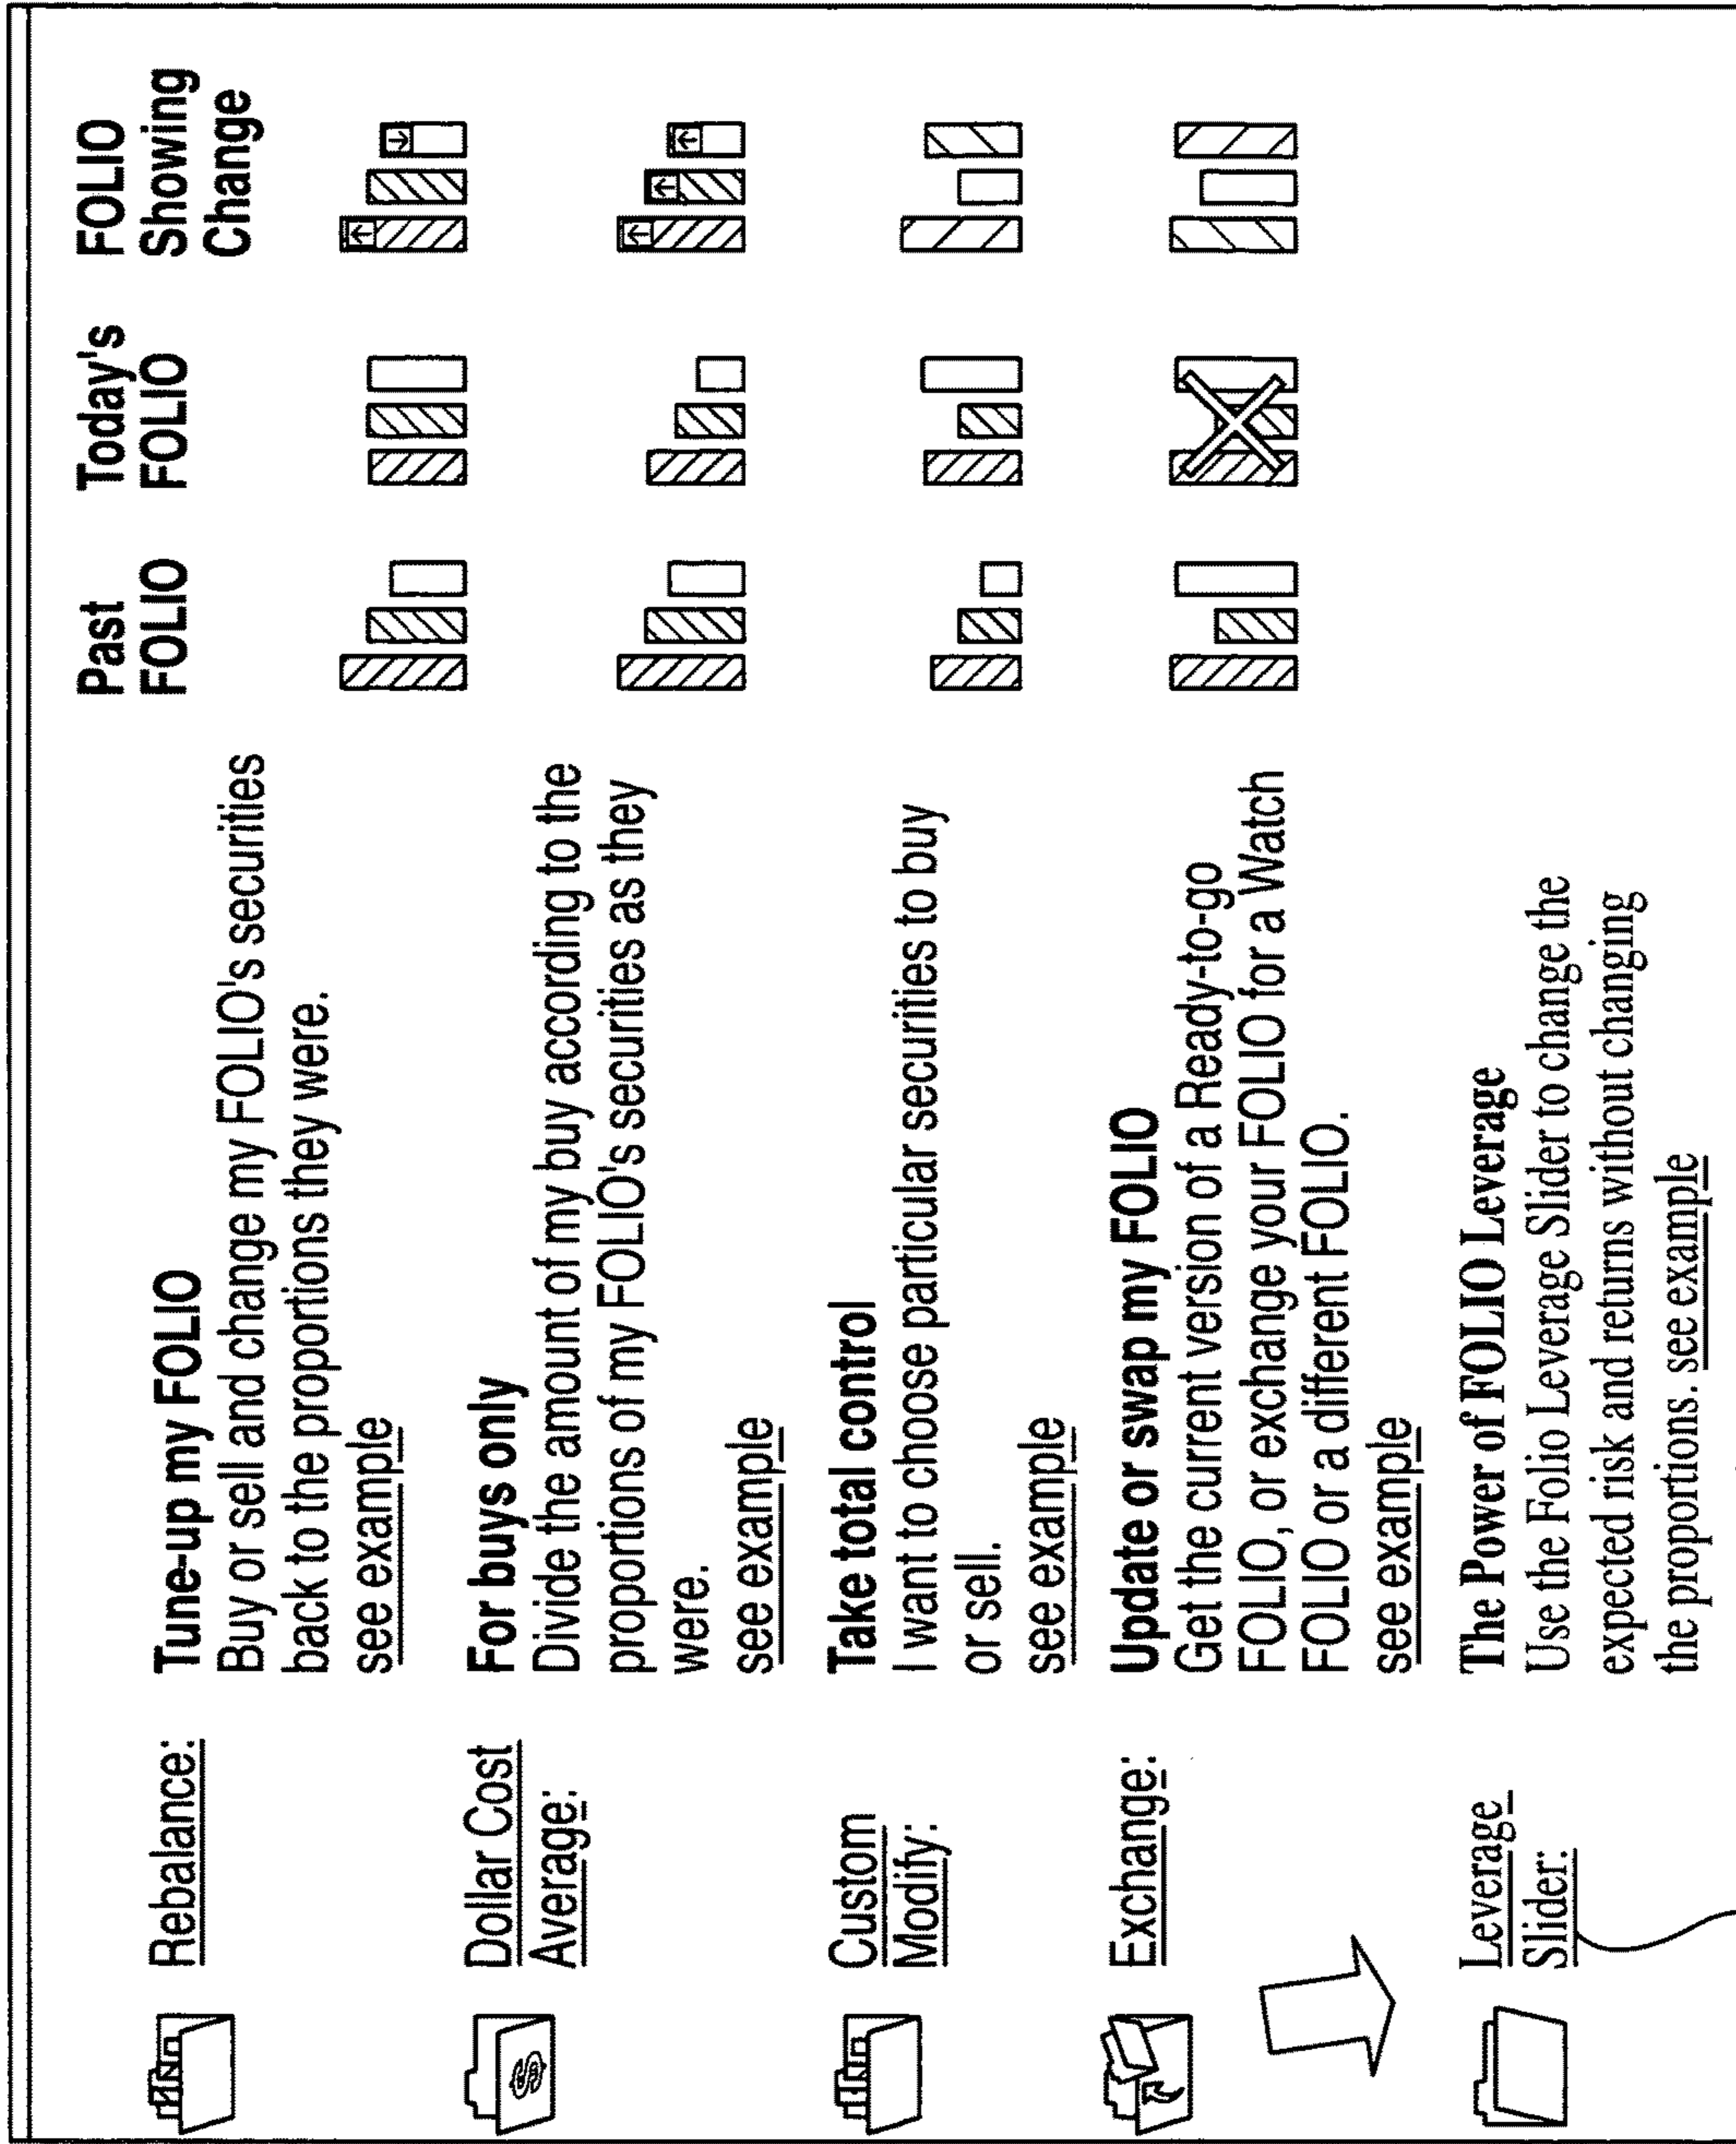 Past
FOLIO
Today's
FOLIO
FOLIO
Showing
Change
Rebalance:
Tune-up my FOLIO
Buy or sell and change my FOLIO's securities
back to the proportions they were.
see example
Dollar Cost
Average:
For buys only
Divide the amount of my buy according to the
proportions of my FOLIO's securities as they
were.
see example
Custom
Modify:
Take total control
I want to choose particular securities to buy
or sell.
see example
Exchange:
Update or swap my FOLIO
Get the current version of a Ready-to-go
FOLIO, or exchange your FOLIO for a Watch
FOLIO or a different FOLIO.
see example
Leverage
Slider:
The Power of FOLIO Leverage
Use the Folio Leverage Slider to change the
expected risk and returns without changing
the proportions. see example